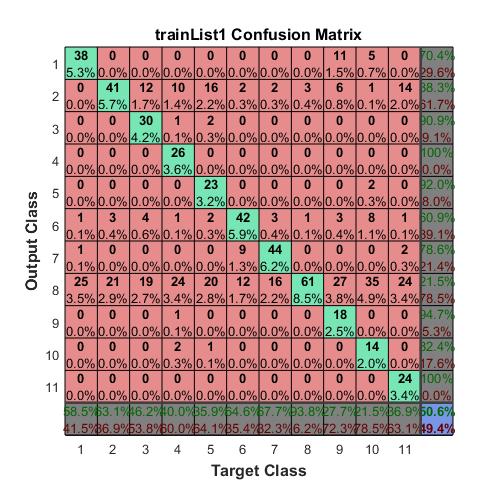 trainList1 Confusion Matrix
38 0 0 0 0 0 0 0 11 5 0 70.4%
1
5.3% 0.0% 0.0% 0.0% 0.0% 0.0% 0.0% 0.0% 1.5% 0.7% 0.0% 29.6%
0 41 12 10 16 2 2 3 6 1 14 38.3%
2
0.0% 5.7% 1.7% 1.4% 2.2% 0.3% 0.3% 0.4% 0.8% 0.1% 2.0% 61.7%
0 0 30 1 2 0 0 0 0 0 0 90.9%
3
0.0% 0.0% 4.2% 0.1% 0.3% 0.0% 0.0% 0.0% 0.0% 0.0% 0.0% 9.1%
0 0 0 26 0 0 0 0 0 0 0 100%
4
0.0% 0.0% 0.0% 3.6% 0.0% 0.0% 0.0% 0.0% 0.0% 0.0% 0.0% 0.0%
0 0 0 0 23 0 0 0 0 2 0 92.0%
5
0.0% 0.0% 0.0% 0.0% 3.2% 0.0% 0.0% 0.0% 0.0% 0.3% 0.0% 8.0%
1 3 4 1 2 42 3 1 3 8 1 60.9%
6
0.1% 0.4% 0.6% 0.1% 0.3% 5.9% 0.4% 0.1% 0.4% 1.1% 0.1% 39.1%
1 0 0 0 0 9 44 0 0 0 2 78.6%
7
0.1% 0.0% 0.0% 0.0% 0.0% 1.3% 6.2% 0.0% 0.0% 0.0% 0.3% 21.4%
25 21 19 24 20 12 16 61 27 35 24 21.5%
8
3.5% 2.9% 2.7% 3.4% 2.8% 1.7% 2.2% 8.5% 3.8% 4.9% 3.4% 78.5%
0 0 0 1 0 0 0 0 18 0 0 94.7%
9
0.0% 0.0% 0.0% 0.1% 0.0% 0.0% 0.0% 0.0% 2.5% 0.0% 0.0% 5.3%
0 0 0 2 1 0 0 0 0 14 0 82.4%
10
0.0% 0.0% 0.0% 0.3% 0.1% 0.0% 0.0% 0.0% 0.0% 2.0% 0.0% 17.6%
0 0 0 0 0 0 0 0 0 0 24 100%
11
0.0% 0.0% 0.0% 0.0% 0.0% 0.0% 0.0% 0.0% 0.0% 0.0% 3.4% 0.0%
58.5% 63.1% 46.2% 40.0% 35.9% 64.6% 67.7% 93.8% 27.7% 21.5% 36.9% 50.6%
41.5% 36.9% 53.8% 60.0% 64.1% 35.4% 32.3% 6.2% 72.3% 78.5% 63.1% 49.4%
1 2 3 4 5 6 7 8 9 10 11
Target Class
Output Class